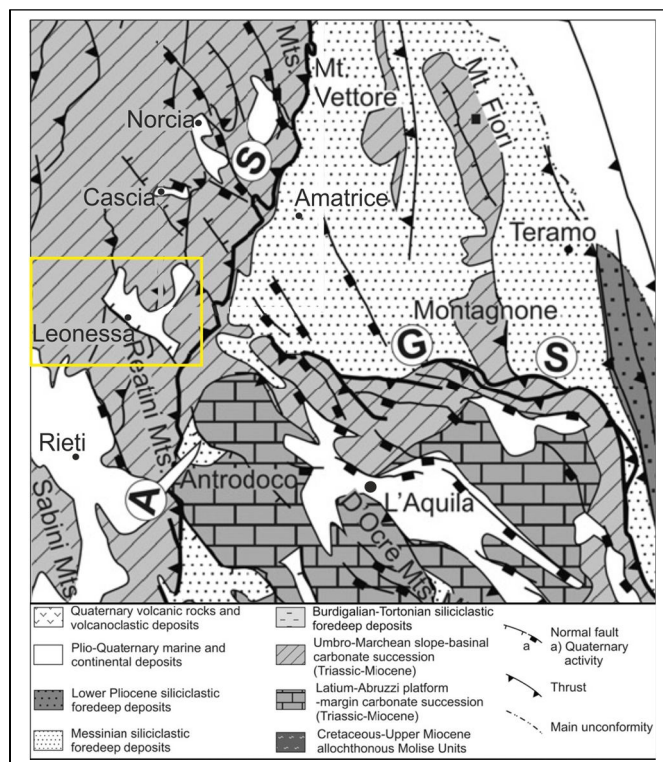 Mts
Mt.
Vettore
Mt. Fiori
Norcia
S
Cascia
Amatrice
Teramo
Leonessa
Montagnone
G
S
Reatini Mts.
Rieti
A
Antrodoco
L'Aquila
Sabini Mts
D'Ocre Mts.
M
Quaternary volcanic rocks and
volcanoclastic deposits
Plio-Quaternary marine and
continental deposits
Lower Pliocene siliciclastic
foredeep deposits
Messinian siliciclastic
foredeep deposits
Burdigalian-Tortonian siliciclastic
foredeep deposits
Umbro-Marchean slope-basinal
carbonate succession
(Triassic-Miocene)
Latium-Abruzzi platform
-margin carbonate succession
(Triassic-Miocene)
Cretaceous-Upper Miocene
allochthonous Molise Units
a
Normal fault
a) Quaternary
activity
Thrust
Main unconformity